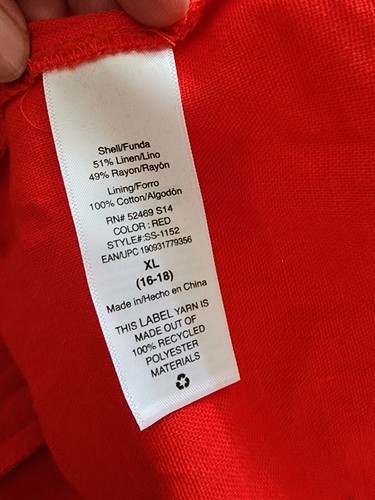 Shell/Funda
51% Linen/Lino
49% Rayon/Rayón
Lining/Forro
100% Cotton/Algodón
RN# 52469 S14
COLOR : RED
STYLE#:SS-1152
EAN/UPC 190931779356
XL
(16-18)
Made in/Hecho en China
THIS LABEL YARN IS
MADE OUT OF
100% RECYCLED
POLYESTER
MATERIALS